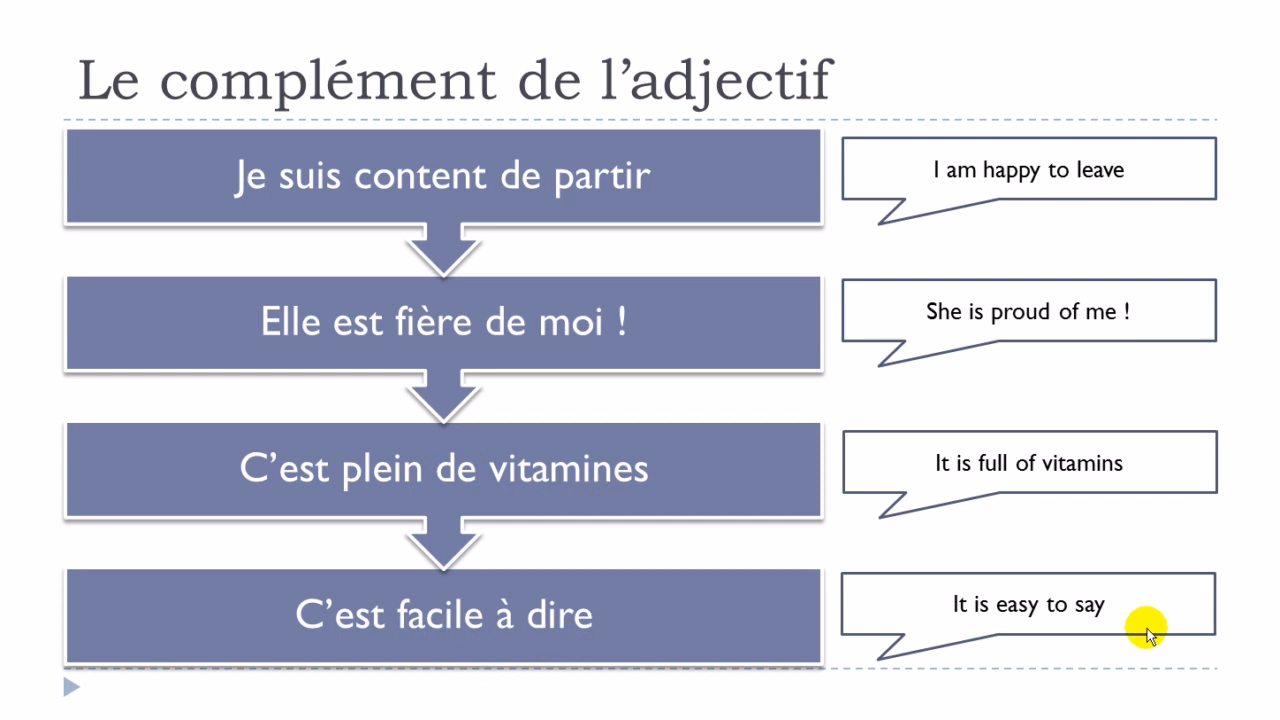 Le complément de l’adjectif
Je suis content de partir
I am happy to leave
Elle est fière de moi !
She is proud of me !
C’est plein de vitamines
It is full of vitamins
C’est facile à dire
It is easy to say